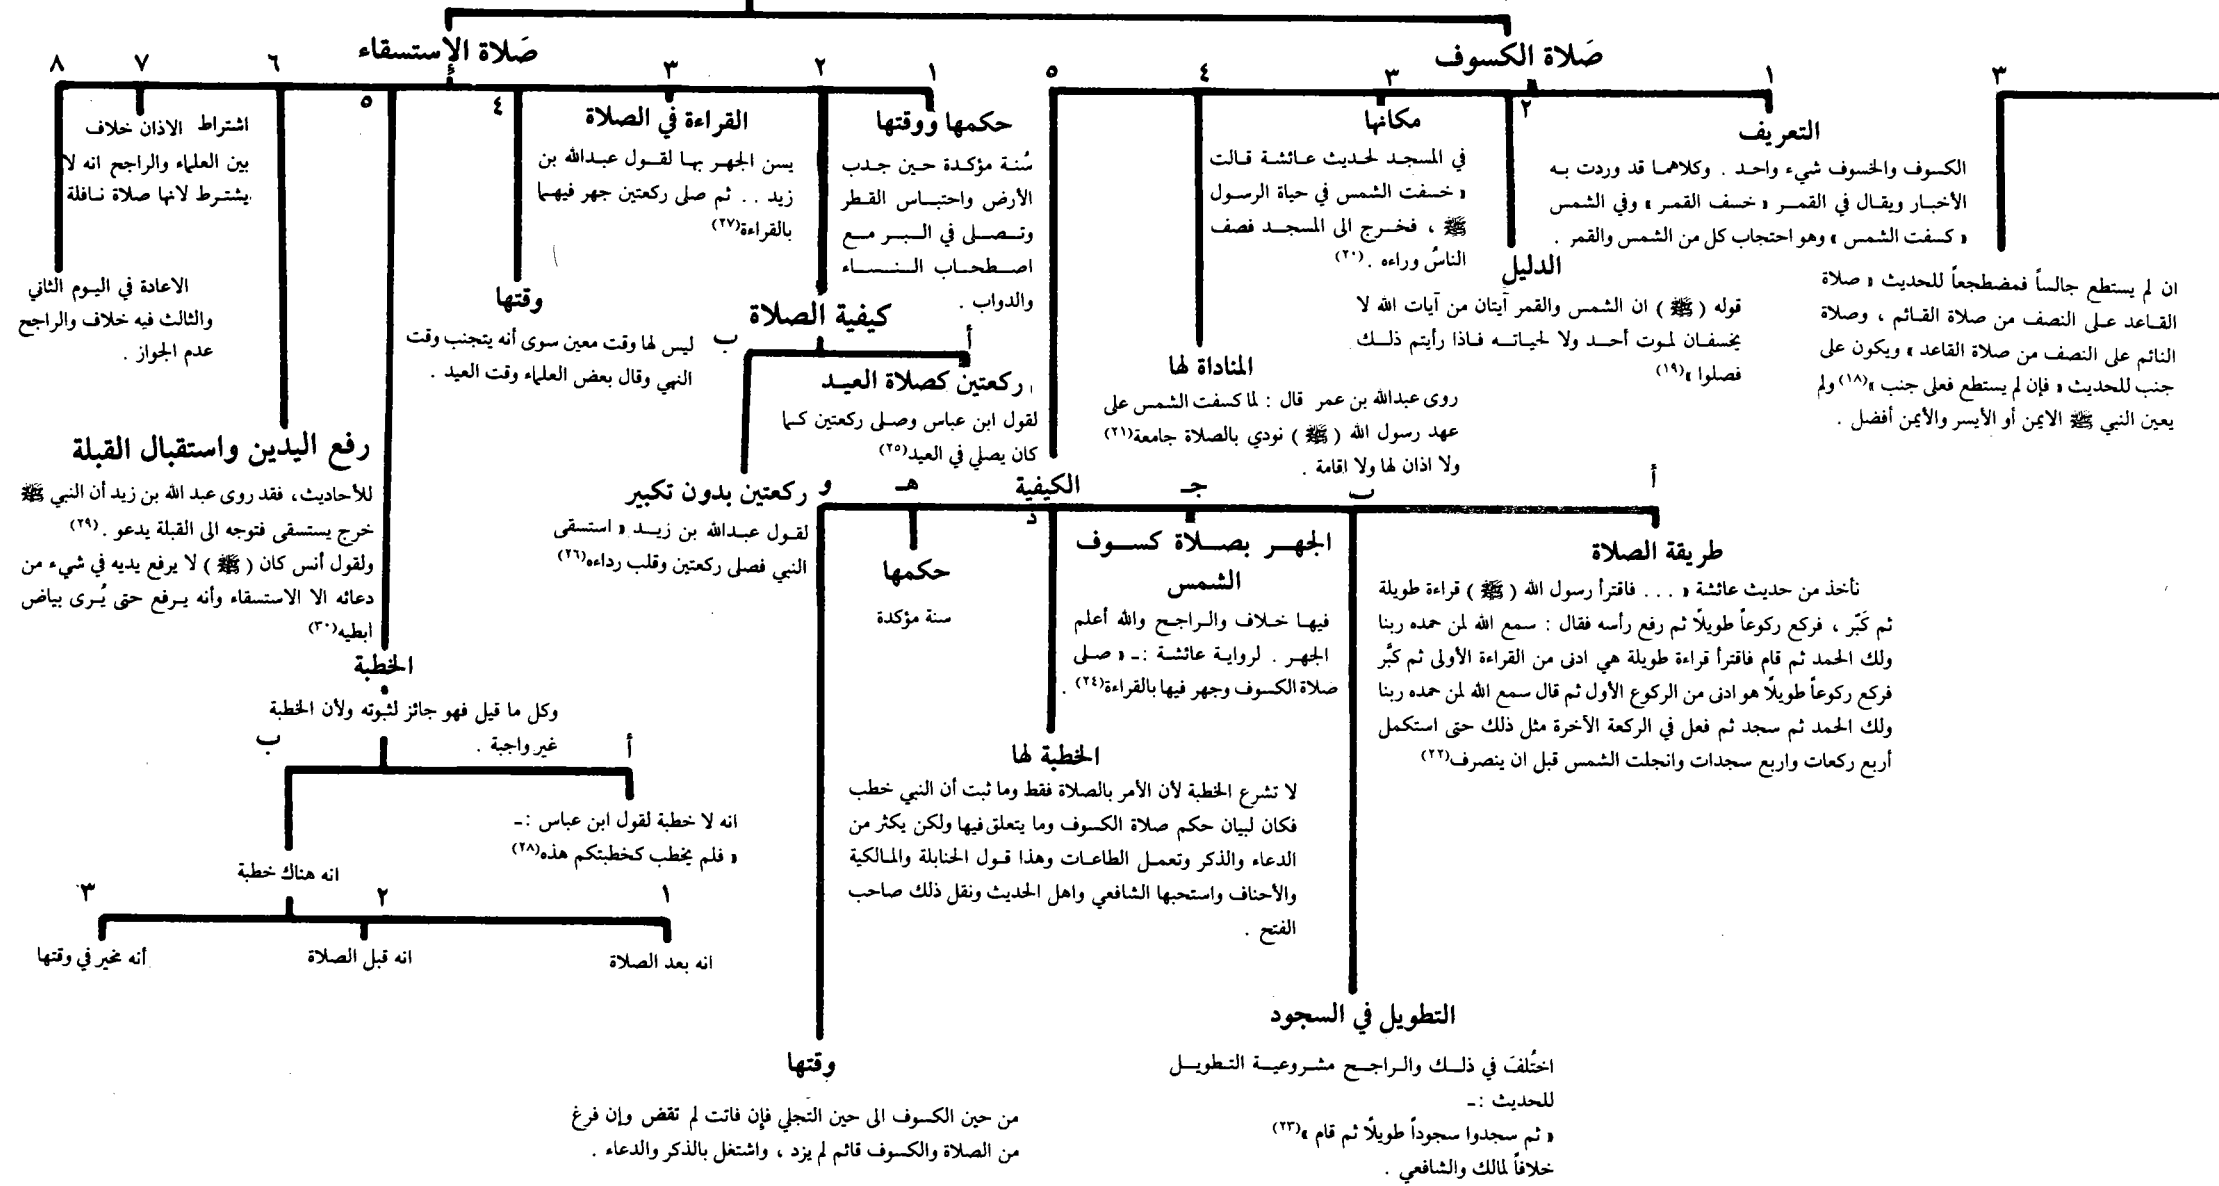 صَلاة الكسوف
صَلاة الإستسقاء
٣
ان لم يستطع جالساً فمضطجعاً للحديث « صلاة
القاعد على النصف من صلاة القائم ، وصلاة
النائم على النصف من صلاة القاعد » ويكون على
جنب للحديث « فإن لم يستطع فعلى جنب »(١٨) ولم
يعين النبي ﷺ الايمن أو الأيسر والأيمن أفضل .
١
التعريف
الكسوف والخسوف شيء واحد . وكلاهما قد وردت به
الأخبار ويقال في القمر « خسف القمر » وفي الشمس
« كسفت الشمس » وهو احتجاب كل من الشمس والقمر .
٢
الدليل
قوله ( ﷺ ) ان الشمس والقمر آيتان من آيات الله لا
يخسفان لموت أحد ولا لحياته فاذا رأيتم ذلك
فصلوا »(١٩)
٣
مكانها
في المسجد لحديث عائشة قالت
« خسفت الشمس في حياة الرسول
ﷺ ، فخرج الى المسجد فصف
الناسُ وراءه . (٢٠)
٤
المناداة لها
روى عبدالله بن عمر قال : لما كسفت الشمس على
عهد رسول الله ( ﷺ ) نودي بالصلاة جامعة(٢١)
ولا اذان لها ولا اقامة .
٥
الكيفية
أ
طريقة الصلاة
نأخذ من حديث عائشة « . . . فاقترأ رسول الله ( ﷺ ) قراءة طويلة
ثم كَبّر ، فركع ركوعاً طويلًا ثم رفع رأسه فقال : سمع الله لمن حمده ربنا
ولك الحمد ثم قام فاقترأ قراءة طويلة هي ادنى من القراءة الأولى ثم كبَّر
فركع ركوعاً طويلًا هو ادنى من الركوع الأول ثم قال سمع الله لمن حمده ربنا
ولك الحمد ثم سجد ثم فعل في الركعة الآخرة مثل ذلك حتى استكمل
أربع ركعات واربع سجدات وانجلت الشمس قبل ان ينصرف(٢٢)
ب
التطويل في السجود
اختُلفَ في ذلك والراجح مشروعية التطويل
للحديث :ـ
« ثم سجدوا سجوداً طويلًا ثم قام »(٢٣)
خلافاً لمالك والشافعي .
جـ
الجهر بصلاة كسوف
الشمس
فيها خلاف والراجح والله أعلم
الجهر . لرواية عائشة :ـ « صلى
صلاة الكسوف وجهر فيها بالقراءة(٢٤) .
د
الخطبة لها
لا تشرع الخطبة لأن الأمر بالصلاة فقط وما ثبت أن النبي خطب
فكان لبيان حكم صلاة الكسوف وما يتعلق فيها ولكن يكثر من
الدعاء والذكر وتعمل الطاعات وهذا قول الحنابلة والمالكية
والأحناف واستحبها الشافعي واهل الحديث ونقل ذلك صاحب
الفتح .
هـ
حكمها
سنة مؤكدة
و
وقتها
من حين الكسوف الى حين التجلي فإن فاتت لم تقض وإن فرغ
من الصلاة والكسوف قائم لم يزد ، واشتغل بالذكر والدعاء .
١
حكمها ووقتها
سُنة مؤكدة حين جدب
الأرض واحتباس القطر
وتصلى في البر مع
اصطحاب النساء
والدواب .
٢
كيفية الصلاة
أ
ركعتين كصلاة العيد
لقول ابن عباس وصلى ركعتين كما
كان يصلي في العيد(٢٥)
ب
ركعتين بدون تكبير
لقول عبدالله بن زيد « استسقى
النبي فصلى ركعتين وقلب رداءه(٢٦)
٣
القراءة في الصلاة
يسن الجهر بها لقول عبدالله بن
زيد . . ثم صلى ركعتين جهر فيهما
بالقراءة(٢٧)
٤
وقتها
ليس لها وقت معين سوى أنه يتجنب وقت
النهي وقال بعض العلماء وقت العيد .
٥
الخطبة
وكل ما قيل فهو جائز لثبوته ولأن الخطبة
غير واجبة .
أ
انه لا خطبة لقول ابن عباس :ـ
« فلم يخطب كخطبتكم هذه(٢٨)
ب
انه هناك خطبة
١
انه بعد الصلاة
٢
انه قبل الصلاة
٣
أنه مخير في وقتها
٦
رفع اليدين واستقبال القبلة
للأحاديث، فقد روى عبد الله بن زيد أن النبي ﷺ
خرج يستسقى فتوجه الى القبلة يدعو . (٢٩)
ولقول أنس كان ( ﷺ ) لا يرفع يديه في شيء من
دعائه الا الاستسقاء وأنه يرفع حتى يُرى بياض
ابطيه(٣٠)
٧
اشتراط الاذان خلاف
بين العلماء والراجح انه لا
يشترط لانها صلاة نافلة
٨
الاعادة في اليوم الثاني
والثالث فيه خلاف والراجح
عدم الجواز .